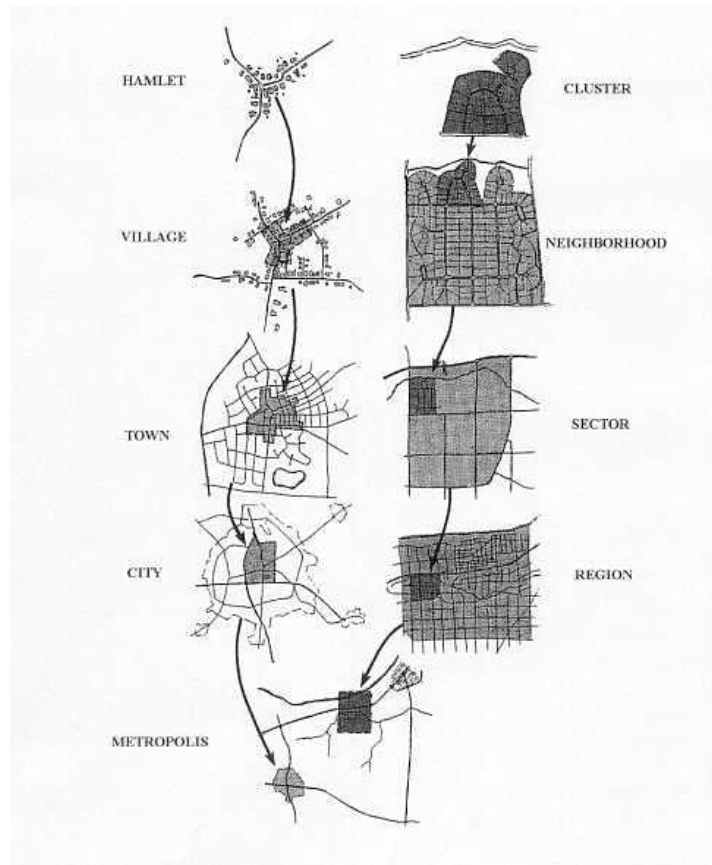 HAMLET
CLUSTER
VILLAGE
NEIGHBORHOOD
TOWN
SECTOR
CITY
REGION
METROPOLIS